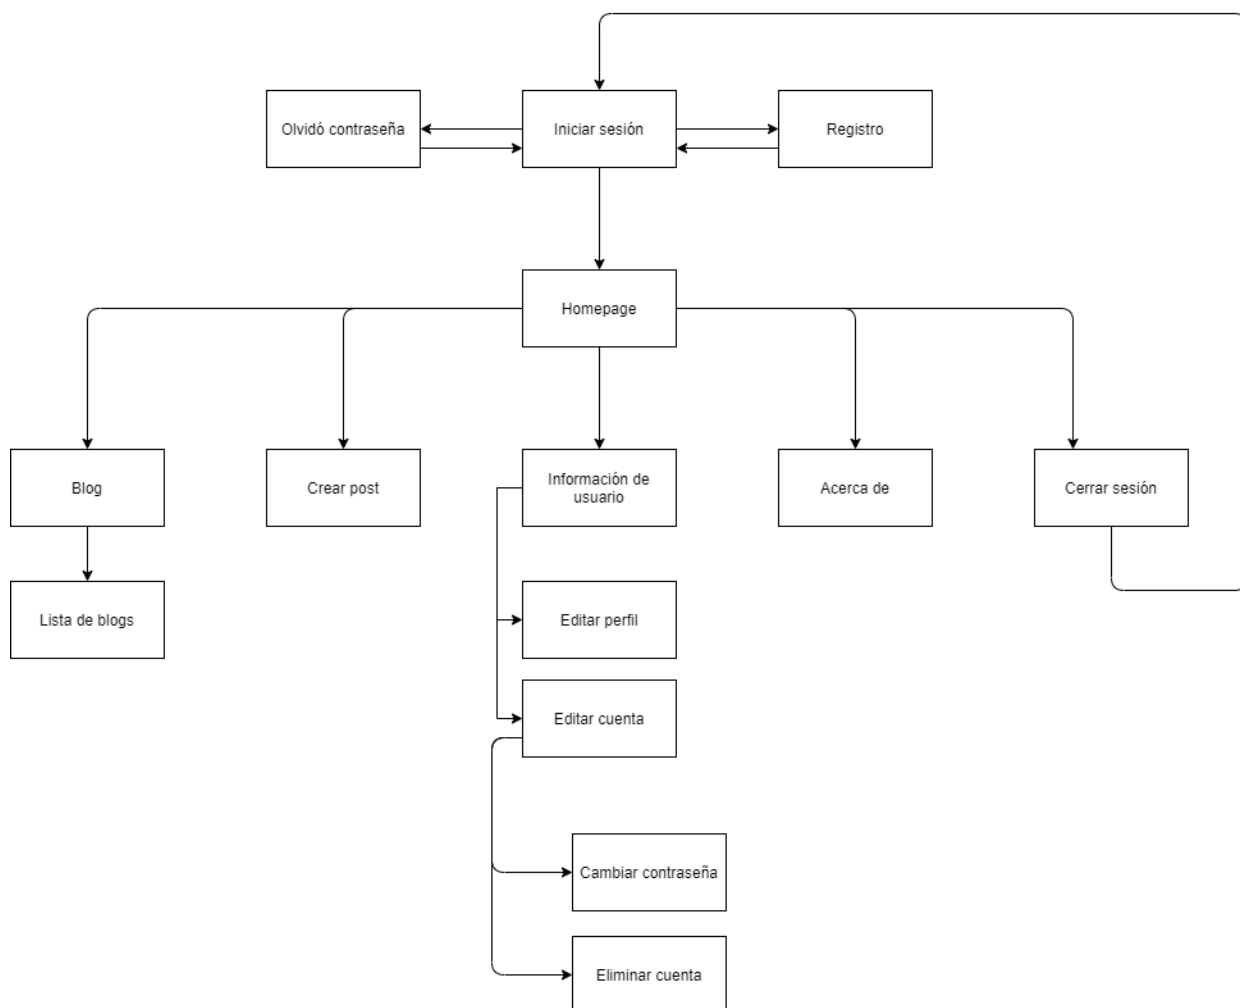 Olvidó contraseña
Iniciar sesión
Registro
Homepage
Blog
Crear post
Información de
usuario
Acerca de
Cerrar sesión
Lista de blogs
Editar perfil
Editar cuenta
Cambiar contraseña
Eliminar cuenta